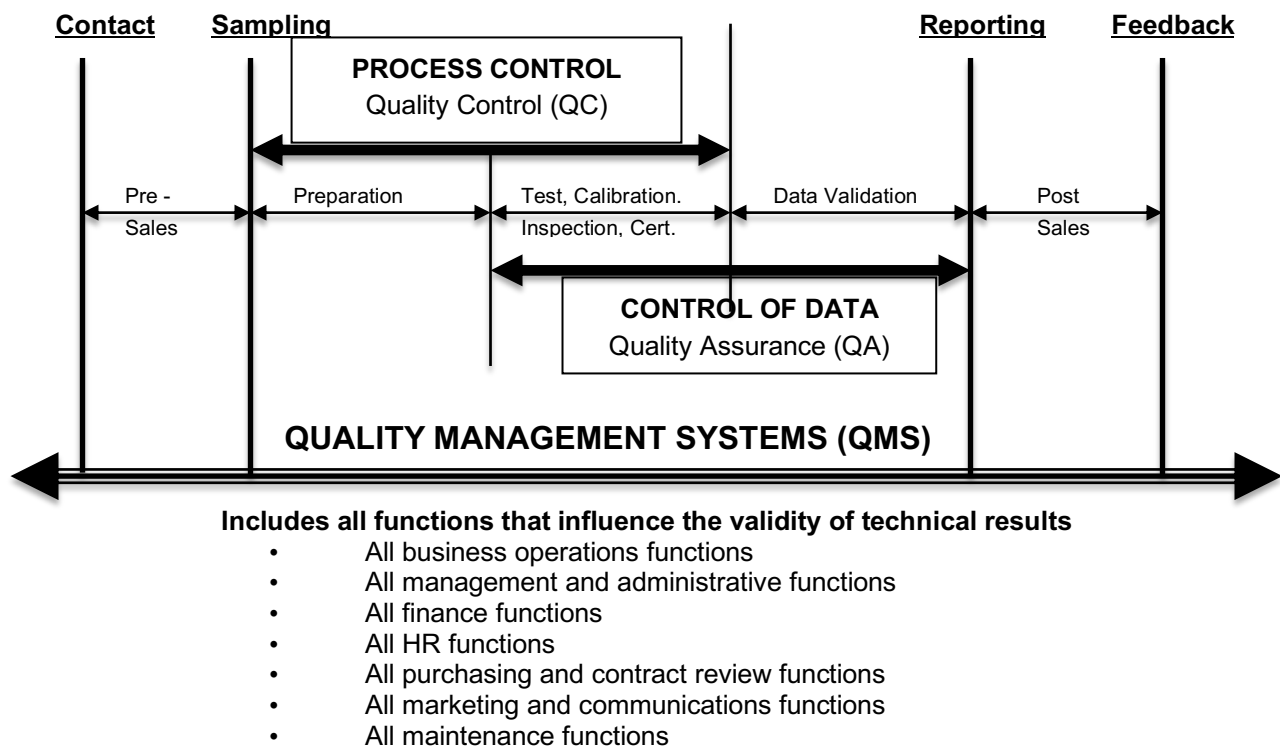 Contact Sampling Reporting Feedback
PROCESS CONTROL
Quality Control (QC)
Pre - Preparation Test, Calibration. Data Validation Post
Sales Inspection, Cert. Sales
CONTROL OF DATA
Quality Assurance (QA)
QUALITY MANAGEMENT SYSTEMS (QMS)
Includes all functions that influence the validity of technical results
• All business operations functions
• All management and administrative functions
• All finance functions
• All HR functions
• All purchasing and contract review functions
• All marketing and communications functions
• All maintenance functions